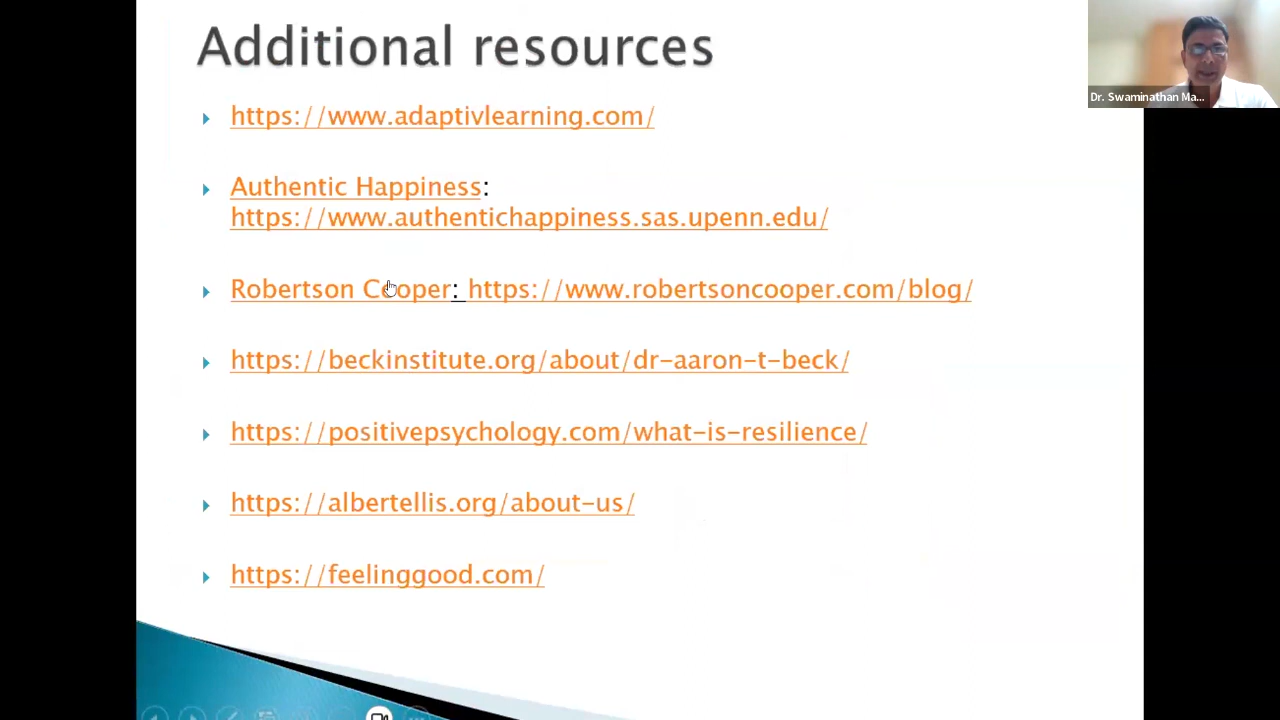 Additional resources
https://www.adaptivlearning.com/
Authentic Happiness:
https://www.authentichappiness.sas.upenn.edu/
Robertson Cooper: https://www.robertsoncooper.com/blog/
https://beckinstitute.org/about/dr-aaron-t-beck/
https://positivepsychology.com/what-is-resilience/
https://albertellis.org/about-us/
https://feelinggood.com/
Dr. Swaminathan Ma...